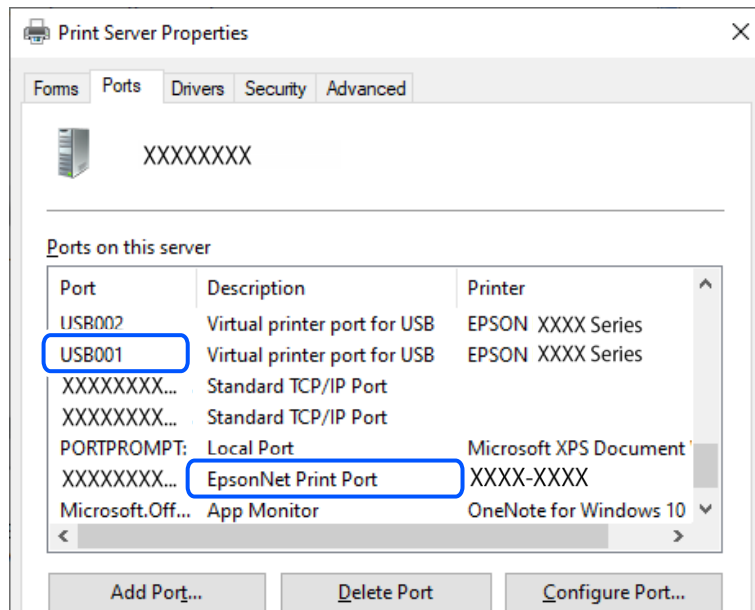 Print Server Properties
Forms Ports Drivers Security Advanced
XXXXXXXX
Ports on this server
Port Description Printer
USB002 Virtual printer port for USB EPSON XXXX Series
USB001 Virtual printer port for USB EPSON XXXX Series
XXXXXXXX... Standard TCP/IP Port
XXXXXXXX... Standard TCP/IP Port
PORTPROMPT: Local Port Microsoft XPS Document
XXXXXXXX... EpsonNet Print Port XXXX-XXXX
Microsoft.Off... App Monitor OneNote for Windows 10
Add Port... Delete Port Configure Port...